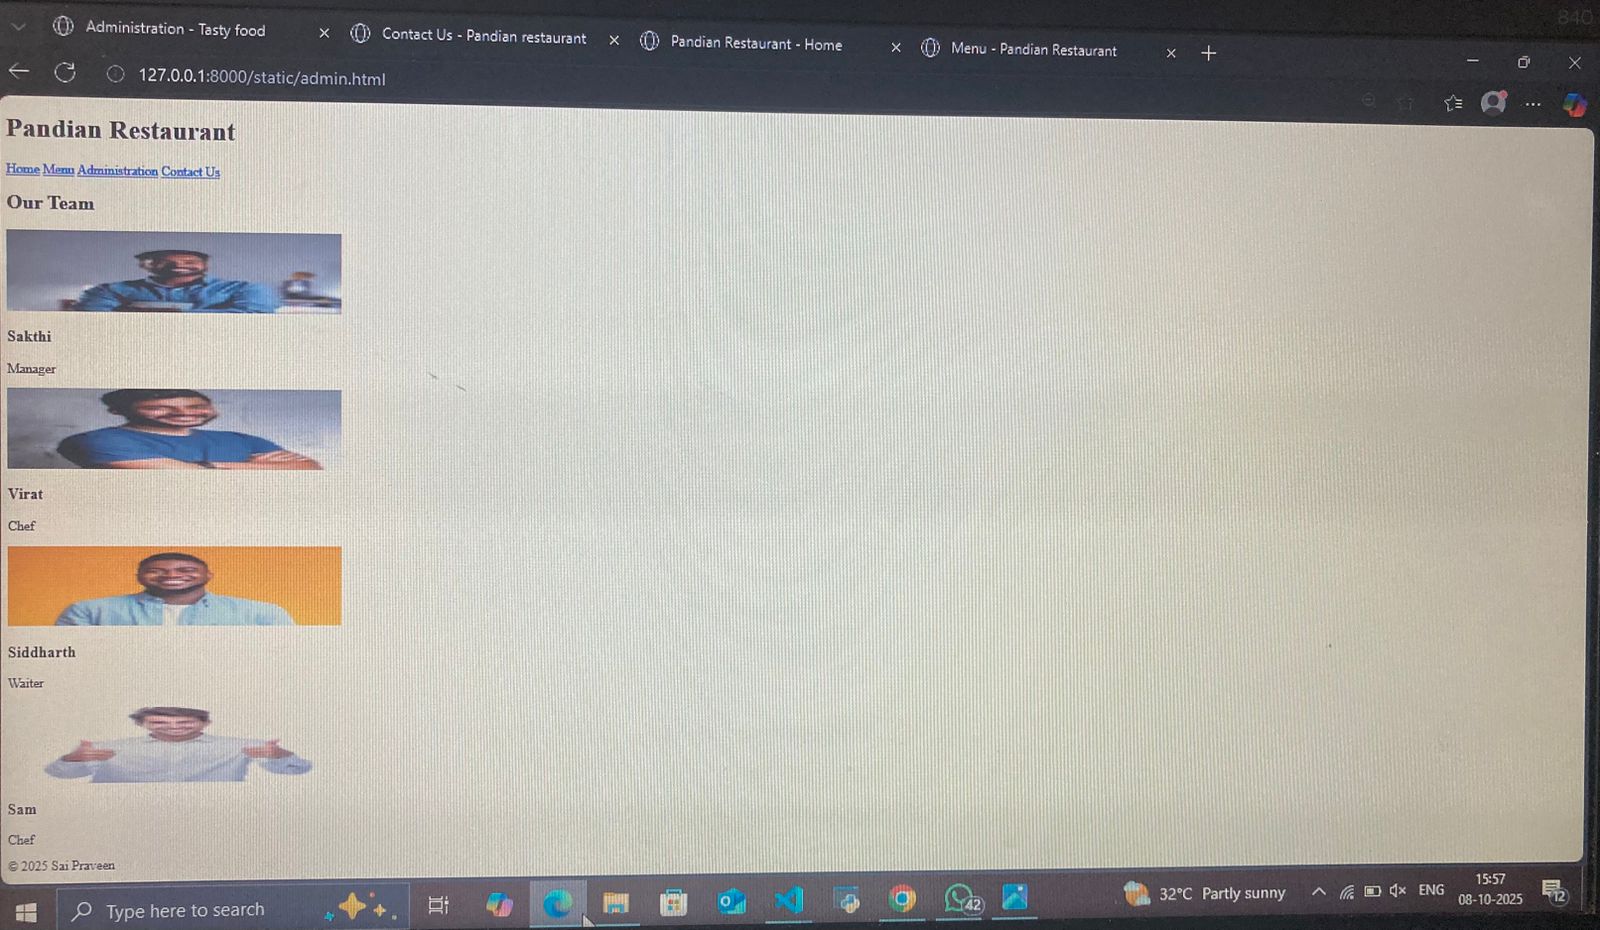 840
Administration - Tasty food
Contact Us - Pandian restaurant
Pandian Restaurant - Home
Menu - Pandian Restaurant
127.0.0.1:8000/static/admin.html
Pandian Restaurant
Home Menu Administration Contact Us
Our Team
Sakthi
Manager
Virat
Chef
Siddharth
Waiter
Sam
Chef
© 2025 Sai Praveen
Type here to search
42
32°C Partly sunny
ENG
15:57
08-10-2025
12